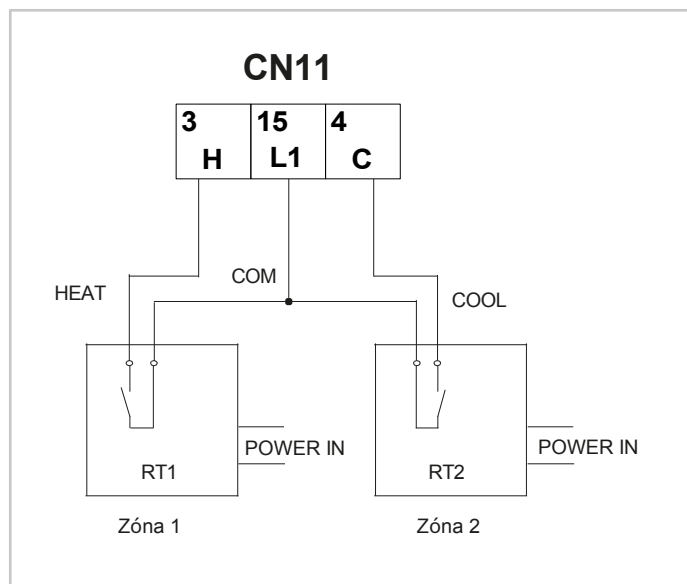 CN11
3 15 4
H L1 C
HEAT COM COOL
POWER IN POWER IN
RT1 RT2
Zóna 1 Zóna 2